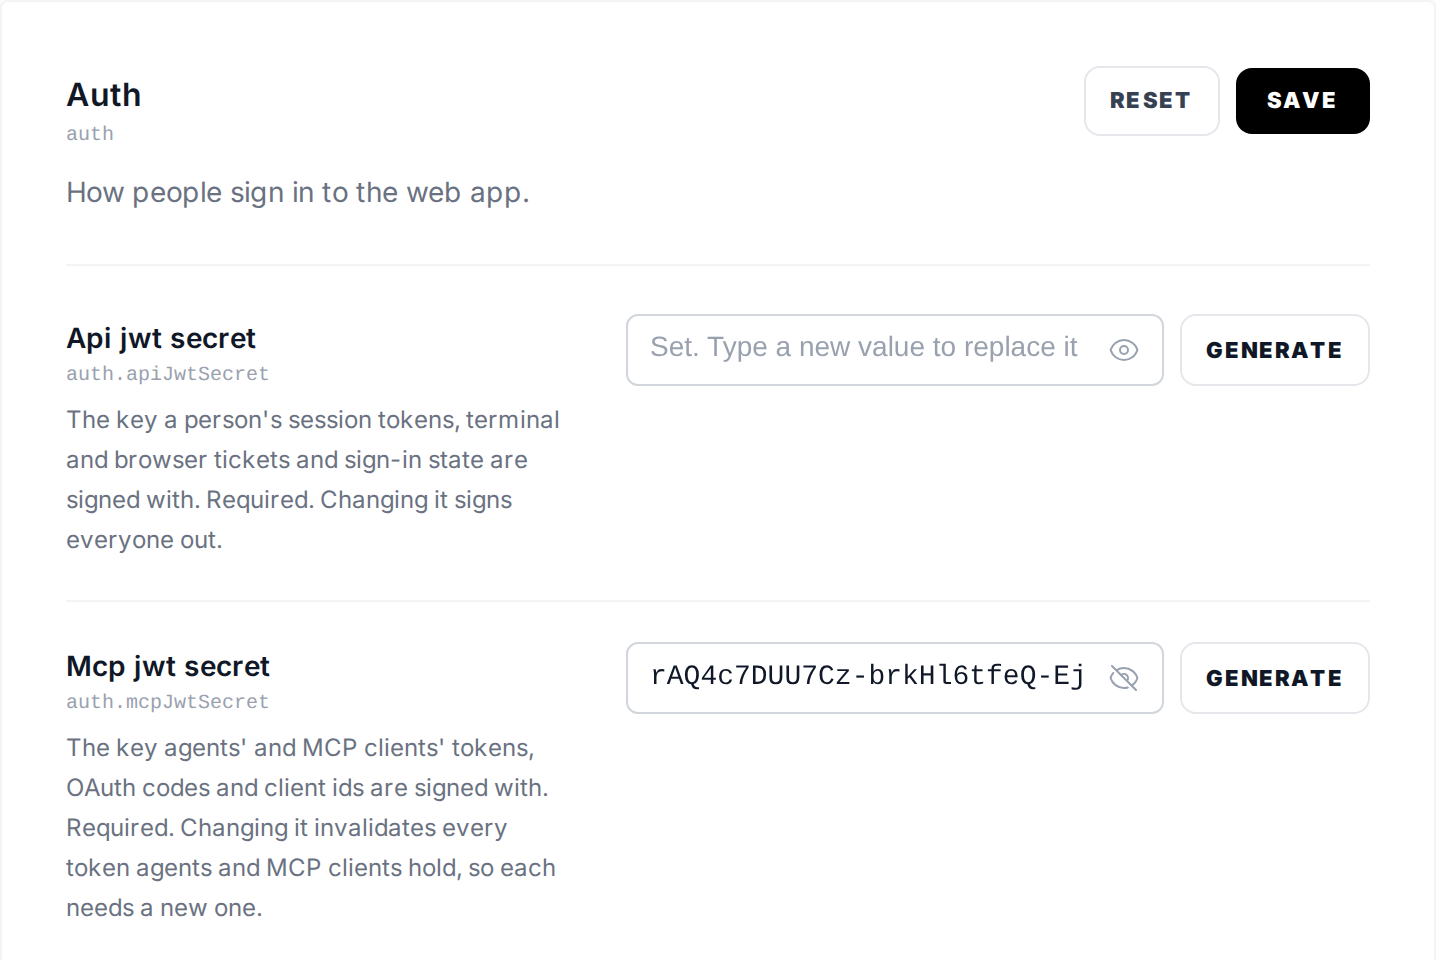 Auth
auth
RESET
SAVE
How people sign in to the web app.
Api jwt secret
auth.apiJwtSecret
The key a person's session tokens, terminal
and browser tickets and sign-in state are
signed with. Required. Changing it signs
everyone out.
Set. Type a new value to replace it
GENERATE
Mcp jwt secret
auth.mcpJwtSecret
The key agents' and MCP clients' tokens,
OAuth codes and client ids are signed with.
Required. Changing it invalidates every
token agents and MCP clients hold, so each
needs a new one.
rAQ4c7DUU7Cz-brkHl6tfeQ-Ej
GENERATE